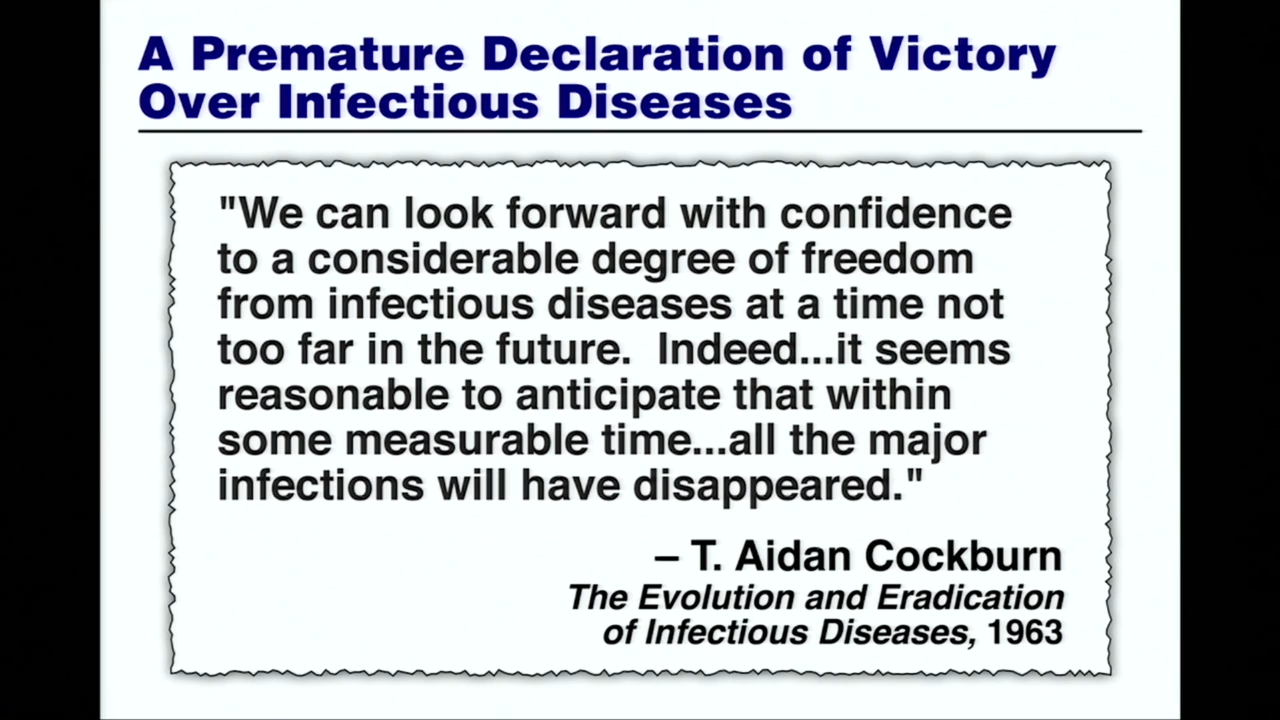 A Premature Declaration of Victory
Over Infectious Diseases
"We can look forward with confidence
to a considerable degree of freedom
from infectious diseases at a time not
too far in the future.  Indeed...it seems
reasonable to anticipate that within
some measurable time...all the major
infections will have disappeared."
– T. Aidan Cockburn
The Evolution and Eradication
of Infectious Diseases, 1963